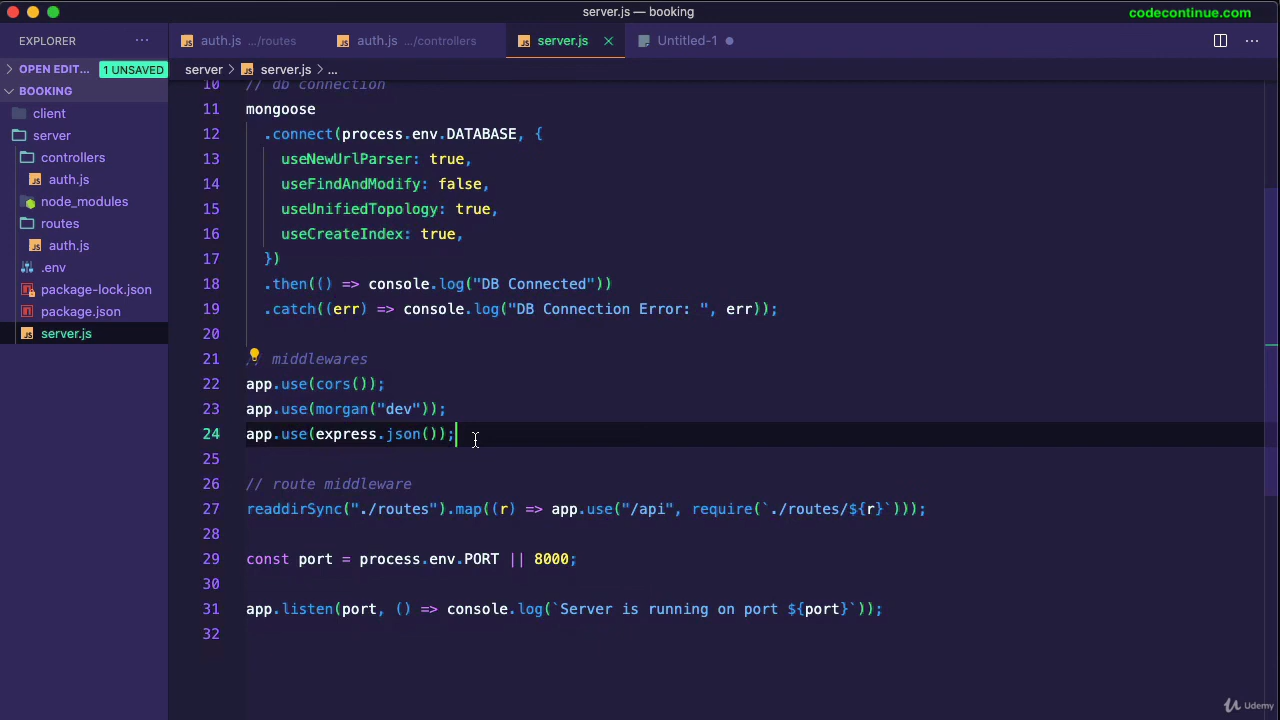 server.js — booking
codecontinue.com
EXPLORER
auth.js .../routes
auth.js .../controllers
server.js
Untitled-1
OPEN EDIT...
1 UNSAVED
server > server.js > ...
BOOKING
client
server
controllers
auth.js
node_modules
routes
auth.js
.env
package-lock.json
package.json
server.js
10 // db connection
11 mongoose
12 .connect(process.env.DATABASE, {
13 useNewUrlParser: true,
14 useFindAndModify: false,
15 useUnifiedTopology: true,
16 useCreateIndex: true,
17 })
18 .then(() => console.log("DB Connected"))
19 .catch((err) => console.log("DB Connection Error: ", err));
20
21 // middlewares
22 app.use(cors());
23 app.use(morgan("dev"));
24 app.use(express.json());
25
26 // route middleware
27 readdirSync("./routes").map((r) => app.use("/api", require(`./routes/${r}`)));
28
29 const port = process.env.PORT || 8000;
30
31 app.listen(port, () => console.log(`Server is running on port ${port}`));
32
Udemy